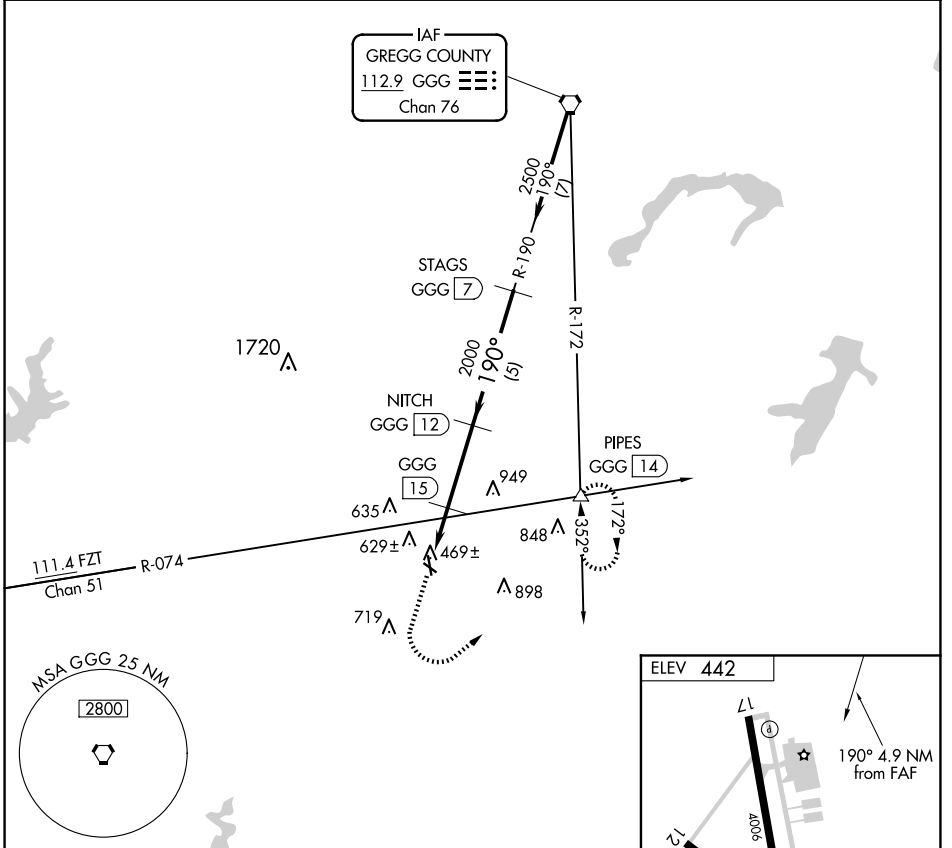 IAF
GREGG COUNTY
112.9 GGG
Chan 76
2500
190°
(7)
R-190
STAGS
GGG 7
R-172
1720
2000
190°
(5)
NITCH
GGG 12
PIPES
GGG 14
GGG
15
949
635
172°
352°
848
629±
469±
111.4 FZT
Chan 51
R-074
898
719
MSA GGG 25 NM
2800
ELEV 442
17
P
190° 4.9 NM
from FAF
4006
12